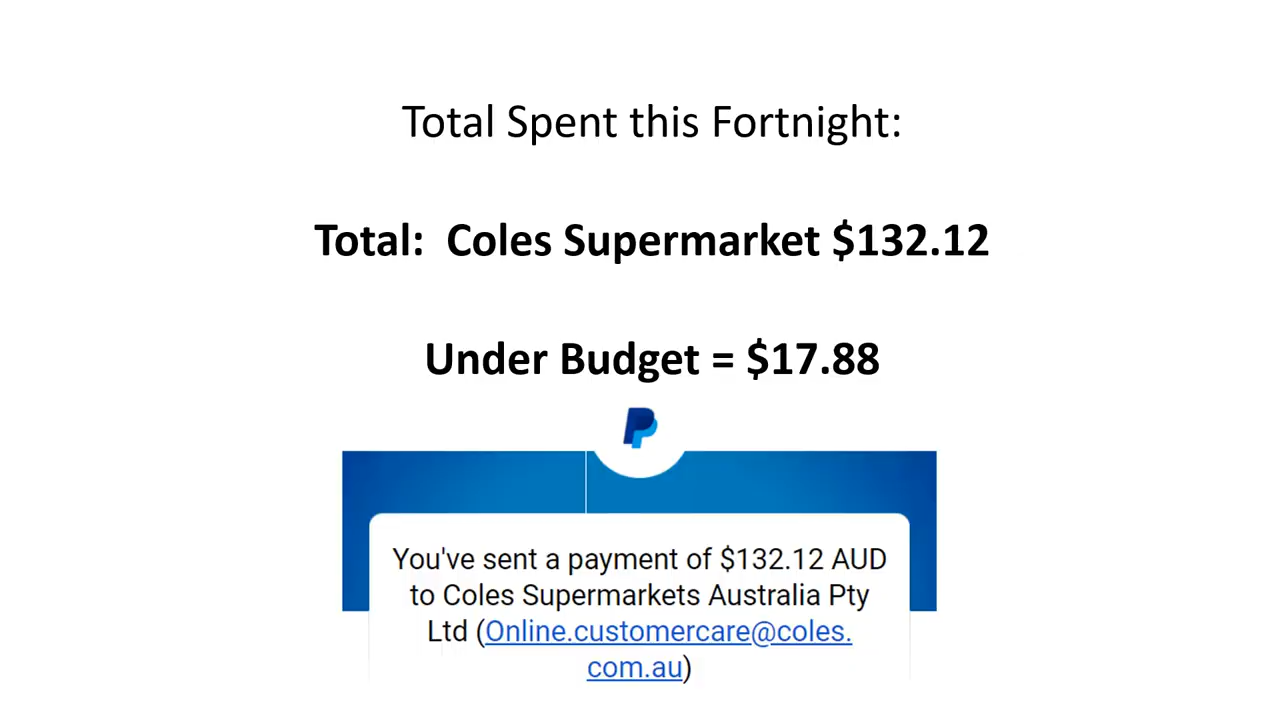 Total Spent this Fortnight:
Total:  Coles Supermarket $132.12
Under Budget = $17.88
You've sent a payment of $132.12 AUD
to Coles Supermarkets Australia Pty
Ltd (Online.customercare@coles.
com.au)